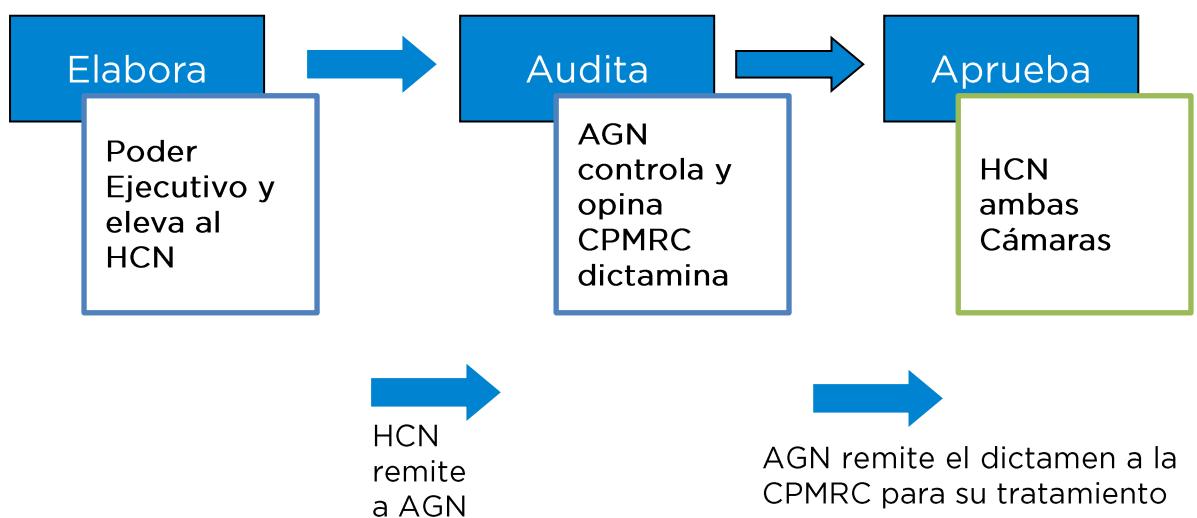 Elabora
Poder
Ejecutivo y
eleva al
HCN
Audita
AGN
controla y
opina
CPMRC
dictamina
Aprueba
HCN
ambas
Cámaras
HCN
remite
a AGN
AGN remite el dictamen a la
CPMRC para su tratamiento